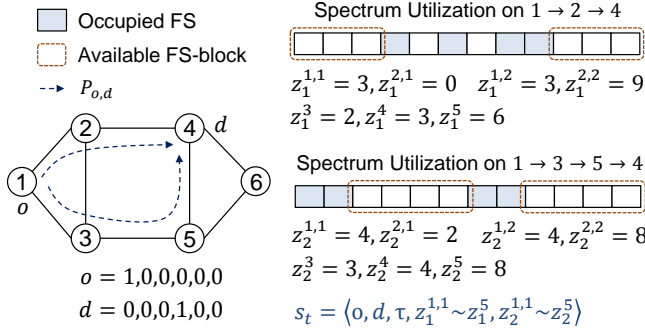 Occupied FS
Available FS-block
P_{o,d}
2
4
d
1
o
6
3
5
o = 1,0,0,0,0,0
d = 0,0,0,1,0,0
Spectrum Utilization on 1 → 2 → 4
z_1^{1,1} = 3, z_1^{2,1} = 0 z_1^{1,2} = 3, z_1^{2,2} = 9
z_1^3 = 2, z_1^4 = 3, z_1^5 = 6
Spectrum Utilization on 1 → 3 → 5 → 4
z_2^{1,1} = 4, z_2^{2,1} = 2 z_2^{1,2} = 4, z_2^{2,2} = 8
z_2^3 = 3, z_2^4 = 4, z_2^5 = 8
s_t = ⟨o, d, τ, z_1^{1,1}~z_1^5, z_2^{1,1}~z_2^5⟩